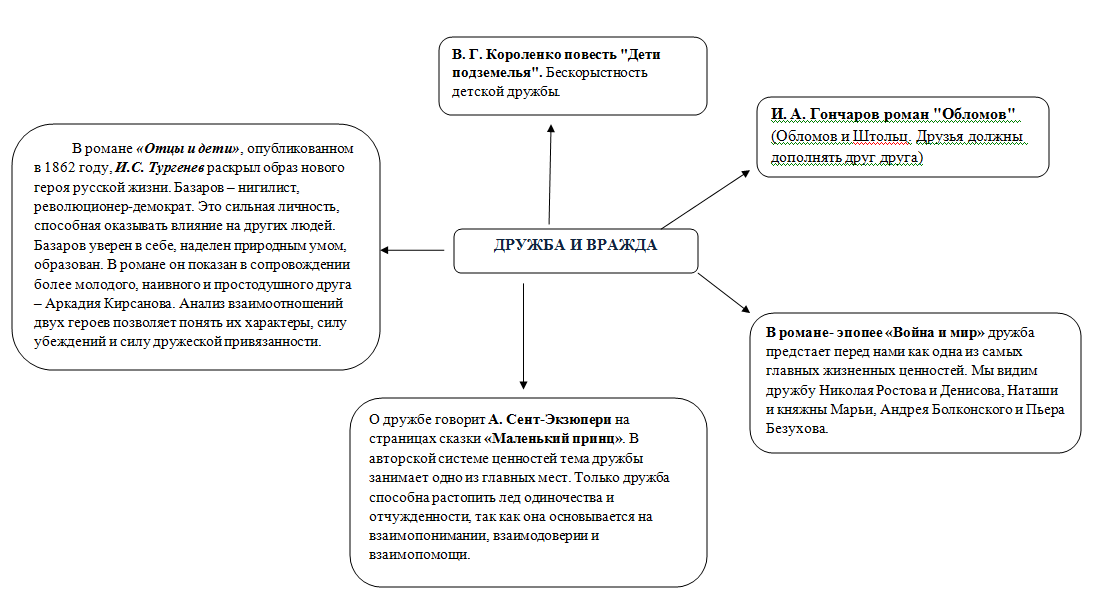 В. Г. Короленко повесть "Дети
подземелья". Бескорыстность
детской дружбы.
И. А. Гончаров роман "Обломов"
(Обломов и Штольц. Друзья должны
дополнять друг друга)
В романе «Отцы и дети», опубликованном
в 1862 году, И.С. Тургенев раскрыл образ нового
героя русской жизни. Базаров – нигилист,
революционер-демократ. Это сильная личность,
способная оказывать влияние на других людей.
Базаров уверен в себе, наделен природным умом,
образован. В романе он показан в сопровождении
более молодого, наивного и простодушного друга
– Аркадия Кирсанова. Анализ взаимоотношений
двух героев позволяет понять их характеры, силу
убеждений и силу дружеской привязанности.
ДРУЖБА И ВРАЖДА
В романе- эпопее «Война и мир» дружба
предстает перед нами как одна из самых
главных жизненных ценностей. Мы видим
дружбу Николая Ростова и Денисова, Наташи
и княжны Марьи, Андрея Болконского и Пьера
Безухова.
О дружбе говорит А. Сент-Экзюпери на
страницах сказки «Маленький принц». В
авторской системе ценностей тема дружбы
занимает одно из главных мест. Только дружба
способна растопить лед одиночества и
отчужденности, так как она основывается на
взаимопонимании, взаимодоверии и
взаимопомощи.